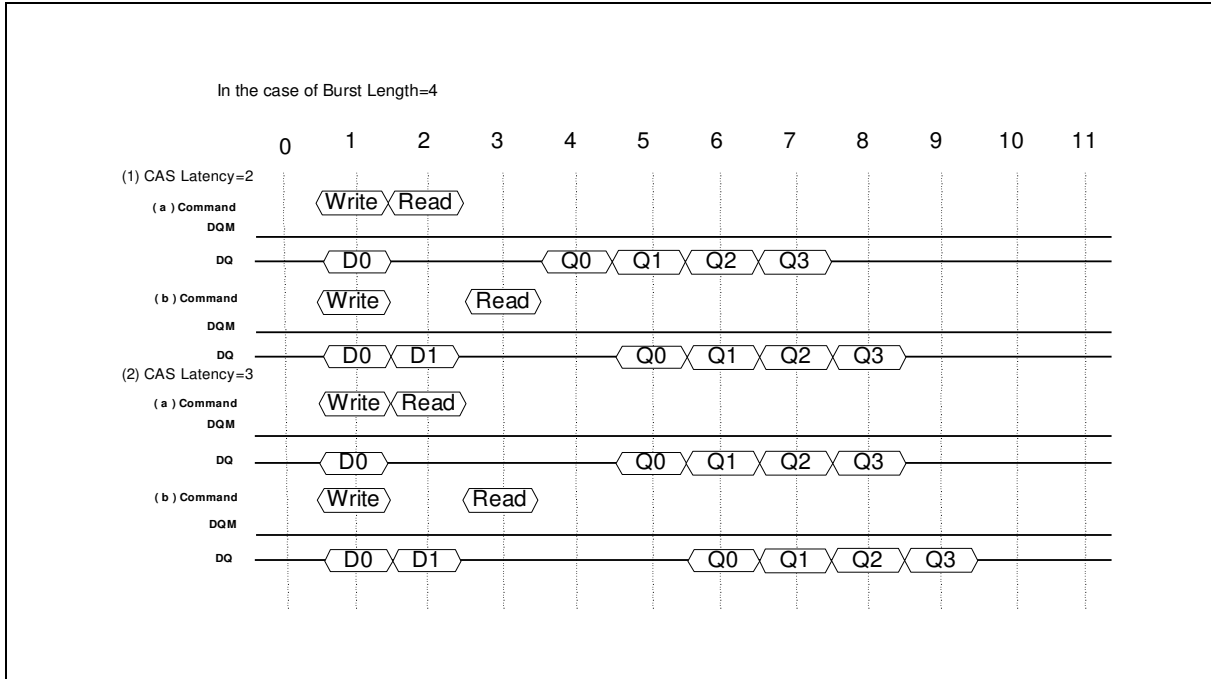 In the case of Burst Length=4
0 1 2 3 4 5 6 7 8 9 10 11
(1) CAS Latency=2
( a ) Command Write Read
DQM
DQ D0 Q0 Q1 Q2 Q3
( b ) Command Write Read
DQM
DQ D0 D1 Q0 Q1 Q2 Q3
(2) CAS Latency=3
( a ) Command Write Read
DQM
DQ D0 Q0 Q1 Q2 Q3
( b ) Command Write Read
DQM
DQ D0 D1 Q0 Q1 Q2 Q3